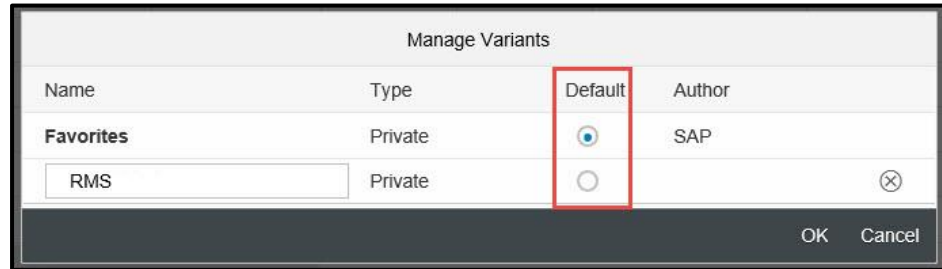 Manage Variants
Name Type Default Author
Favorites Private SAP
RMS Private
OK Cancel